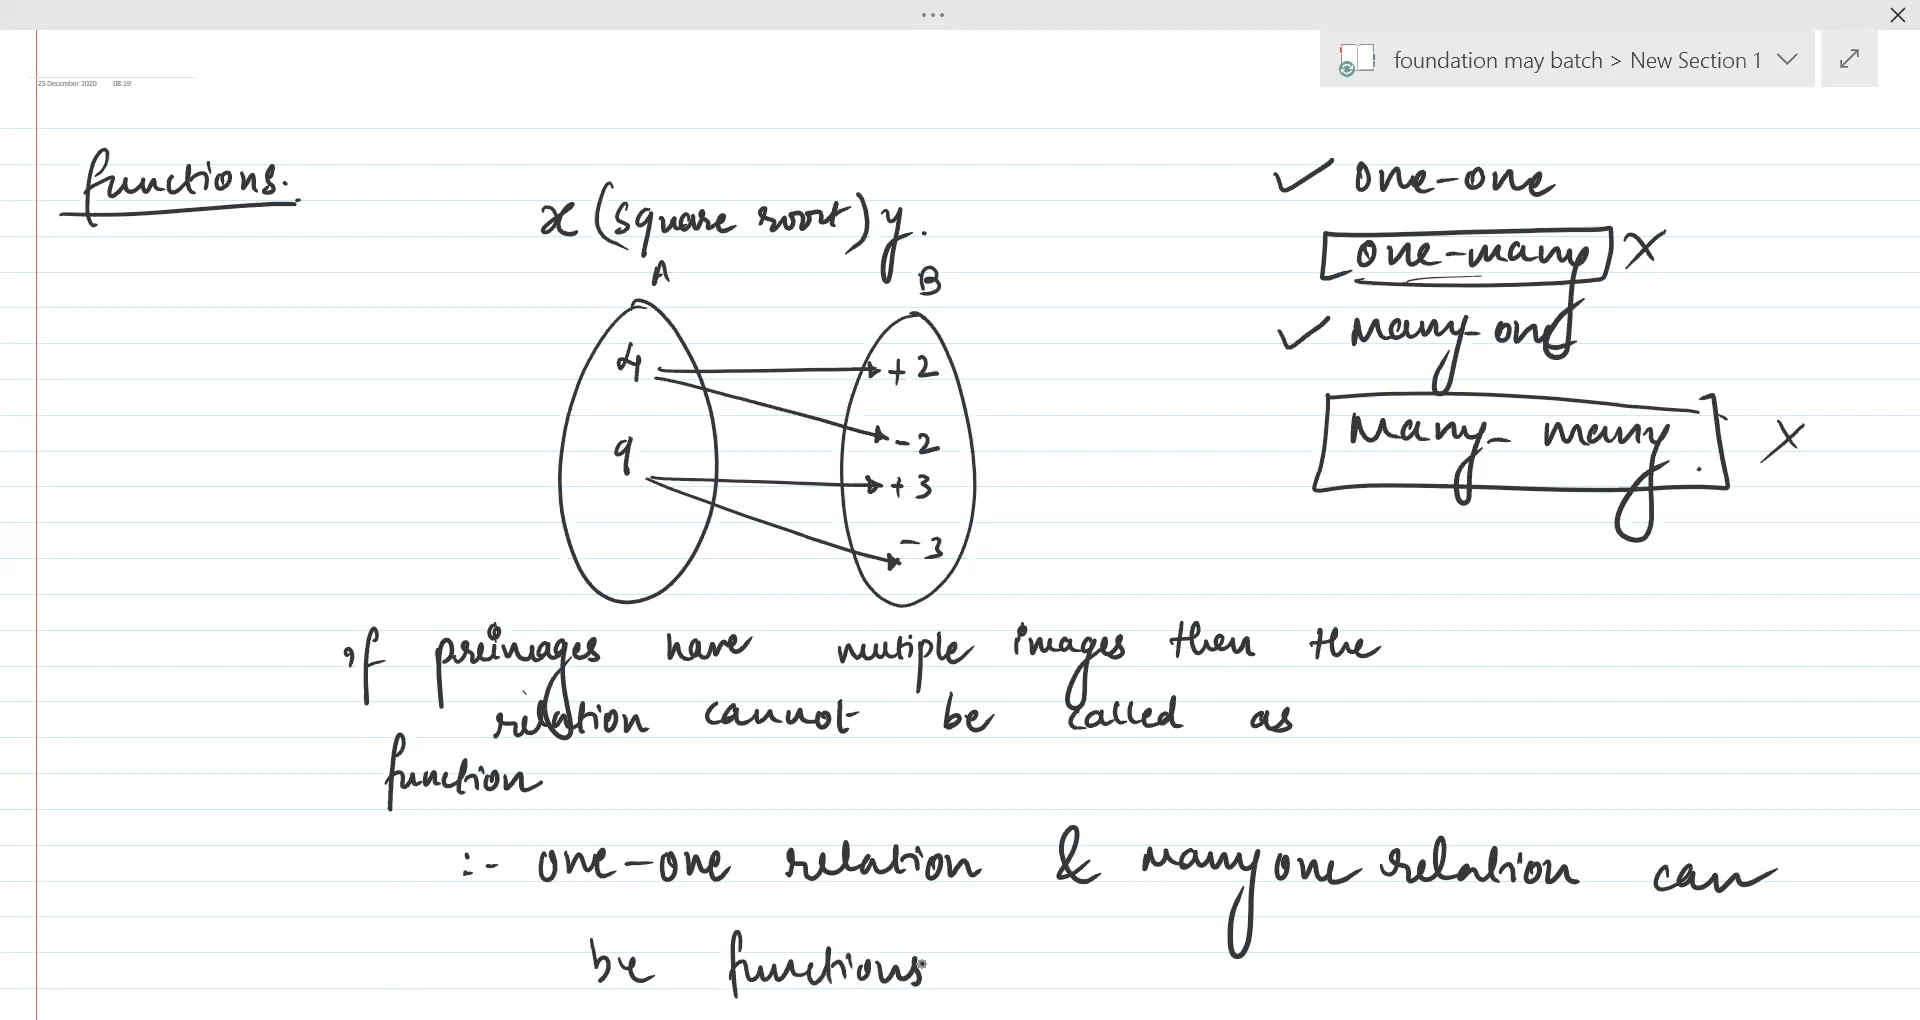 foundation may batch > New Section 1
25 December 2020 08:19
functions.
x (square root) y.
A B
4 +2
-2
9 +3
-3
✓ one-one
one-many X
✓ Many-one
Many-many. X
if preimages have mutiple images then the
relation cannot be called as
function
:- one-one relation & many one relation can
be functions